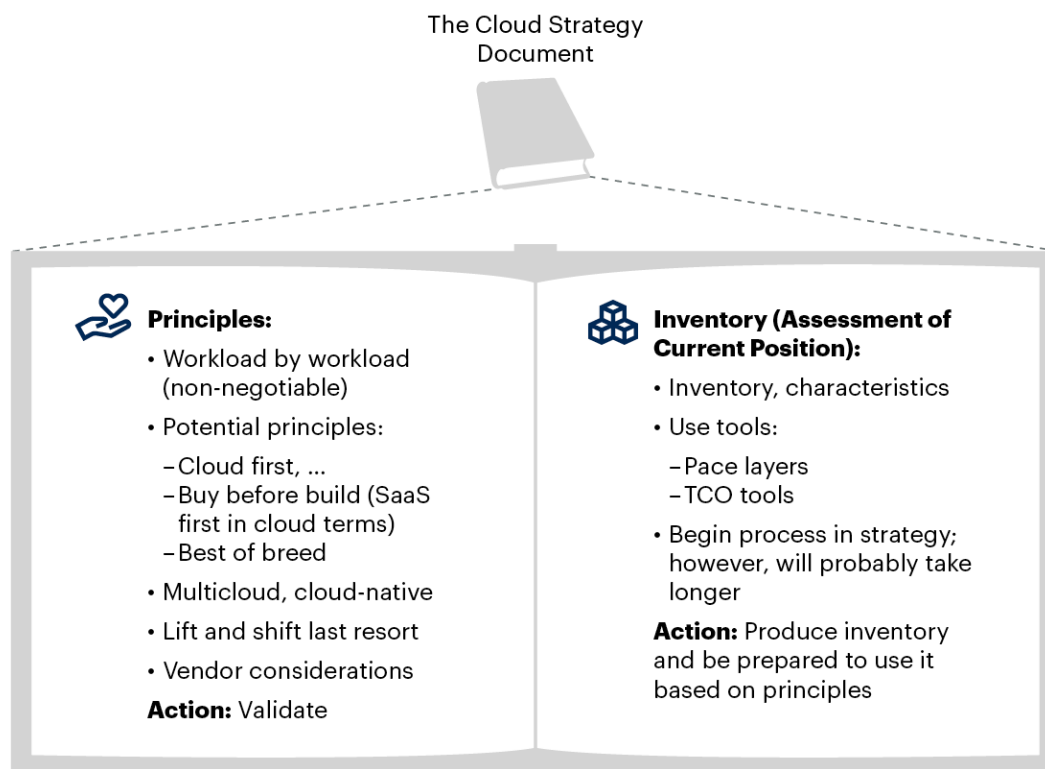 The Cloud Strategy
Document
Principles:
• Workload by workload
(non-negotiable)
• Potential principles:
– Cloud first, ...
– Buy before build (SaaS
first in cloud terms)
– Best of breed
• Multicloud, cloud-native
• Lift and shift last resort
• Vendor considerations
Action: Validate
Inventory (Assessment of
Current Position):
• Inventory, characteristics
• Use tools:
– Pace layers
– TCO tools
• Begin process in strategy;
however, will probably take
longer
Action: Produce inventory
and be prepared to use it
based on principles